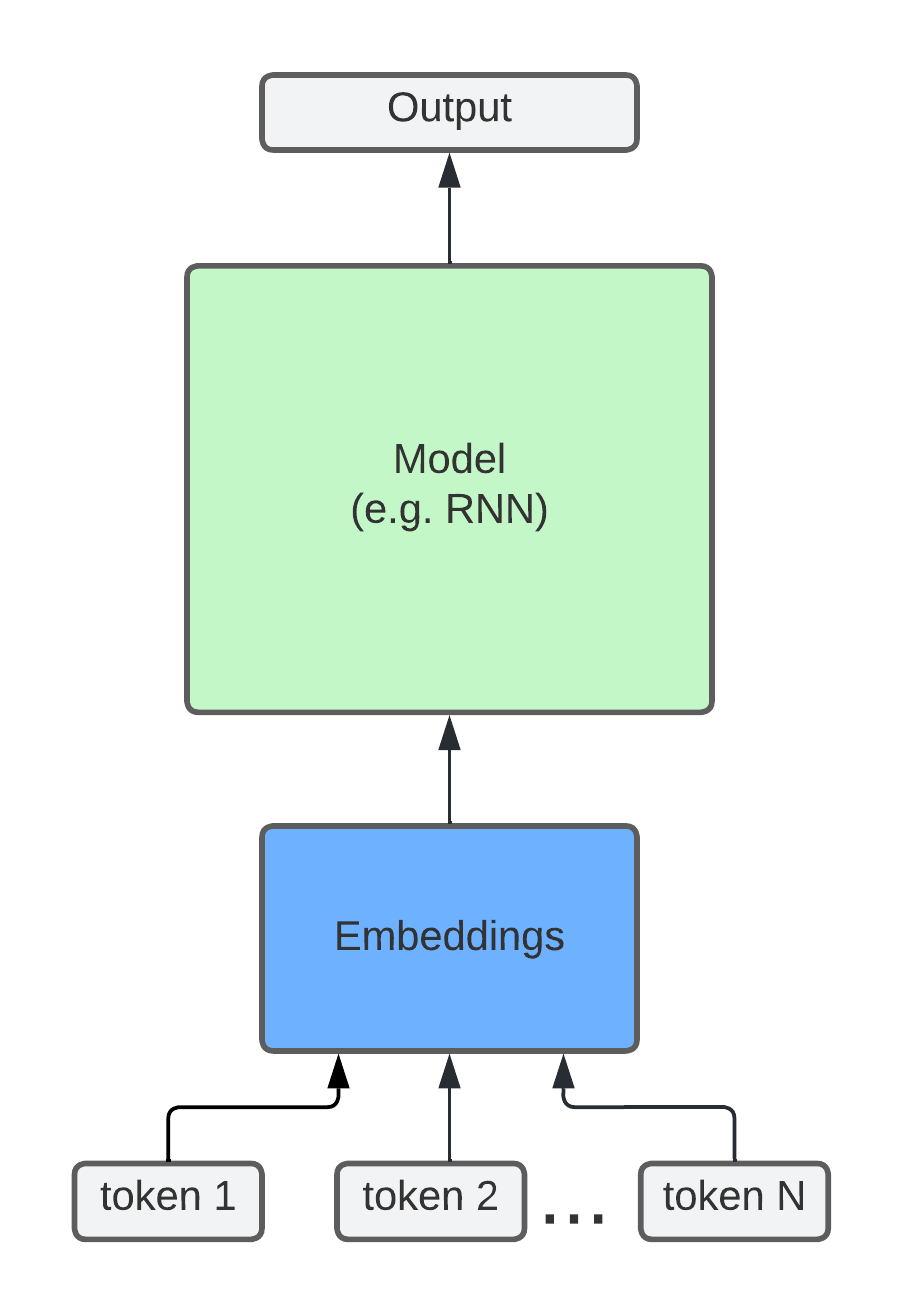 Output
Model
(e.g. RNN)
Embeddings
token 1
token 2
...
token N